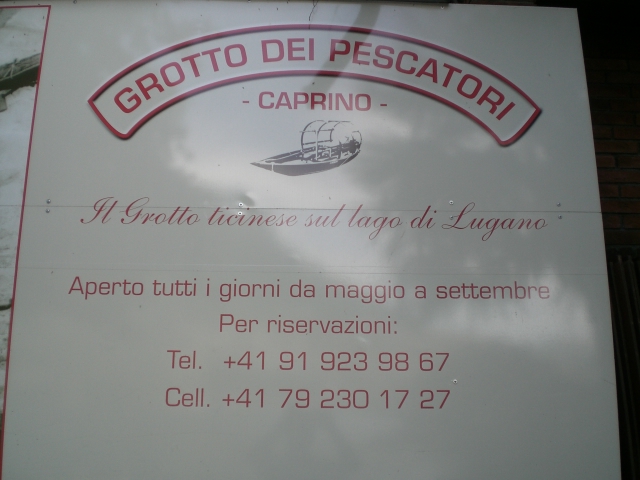 GROTTO DEI PESCATORI
- CAPRINO -
Il Grotto ticinese sul lago di Lugano
Aperto tutti i giorni da maggio a settembre
Per riservazioni:
Tel. +41 91 923 98 67
Cell. +41 79 230 17 27